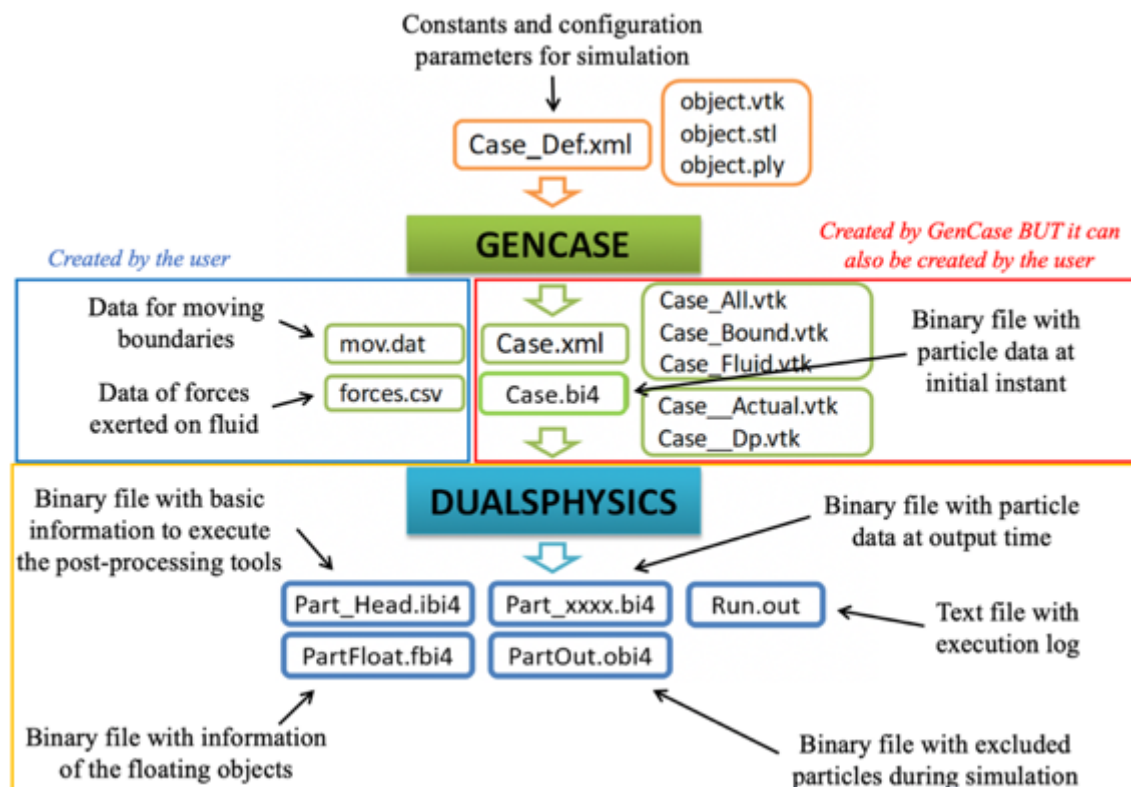 Constants and configuration
parameters for simulation
object.vtk
object.stl
object.ply
Case_Def.xml
GENCASE
Created by the user
Created by GenCase BUT it can
also be created by the user
Data for moving
boundaries
mov.dat
Data of forces
exerted on fluid
forces.csv
Case.xml
Case.bi4
Case_All.vtk
Case_Bound.vtk
Case_Fluid.vtk
Case__Actual.vtk
Case__Dp.vtk
Binary file with
particle data at
initial instant
DUALSPHYSICS
Binary file with basic
information to execute
the post-processing tools
Binary file with particle
data at output time
Part_Head.ibi4
Part_xxxx.bi4
Run.out
PartFloat.fbi4
PartOut.obi4
Text file with
execution log
Binary file with information
of the floating objects
Binary file with excluded
particles during simulation